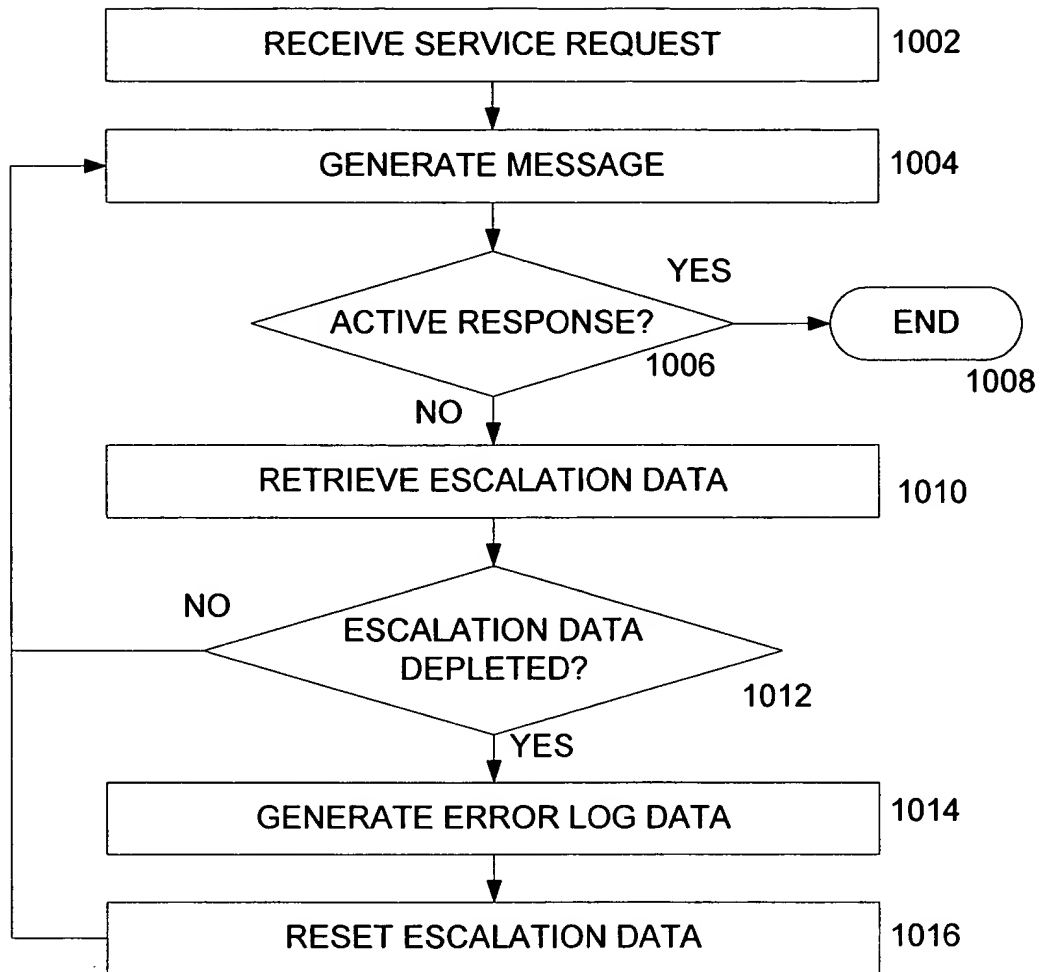 RECEIVE SERVICE REQUEST
1002
GENERATE MESSAGE
1004
YES
ACTIVE RESPONSE?
1006
END
1008
NO
RETRIEVE ESCALATION DATA
1010
NO
ESCALATION DATA
DEPLETED?
1012
YES
GENERATE ERROR LOG DATA
1014
RESET ESCALATION DATA
1016